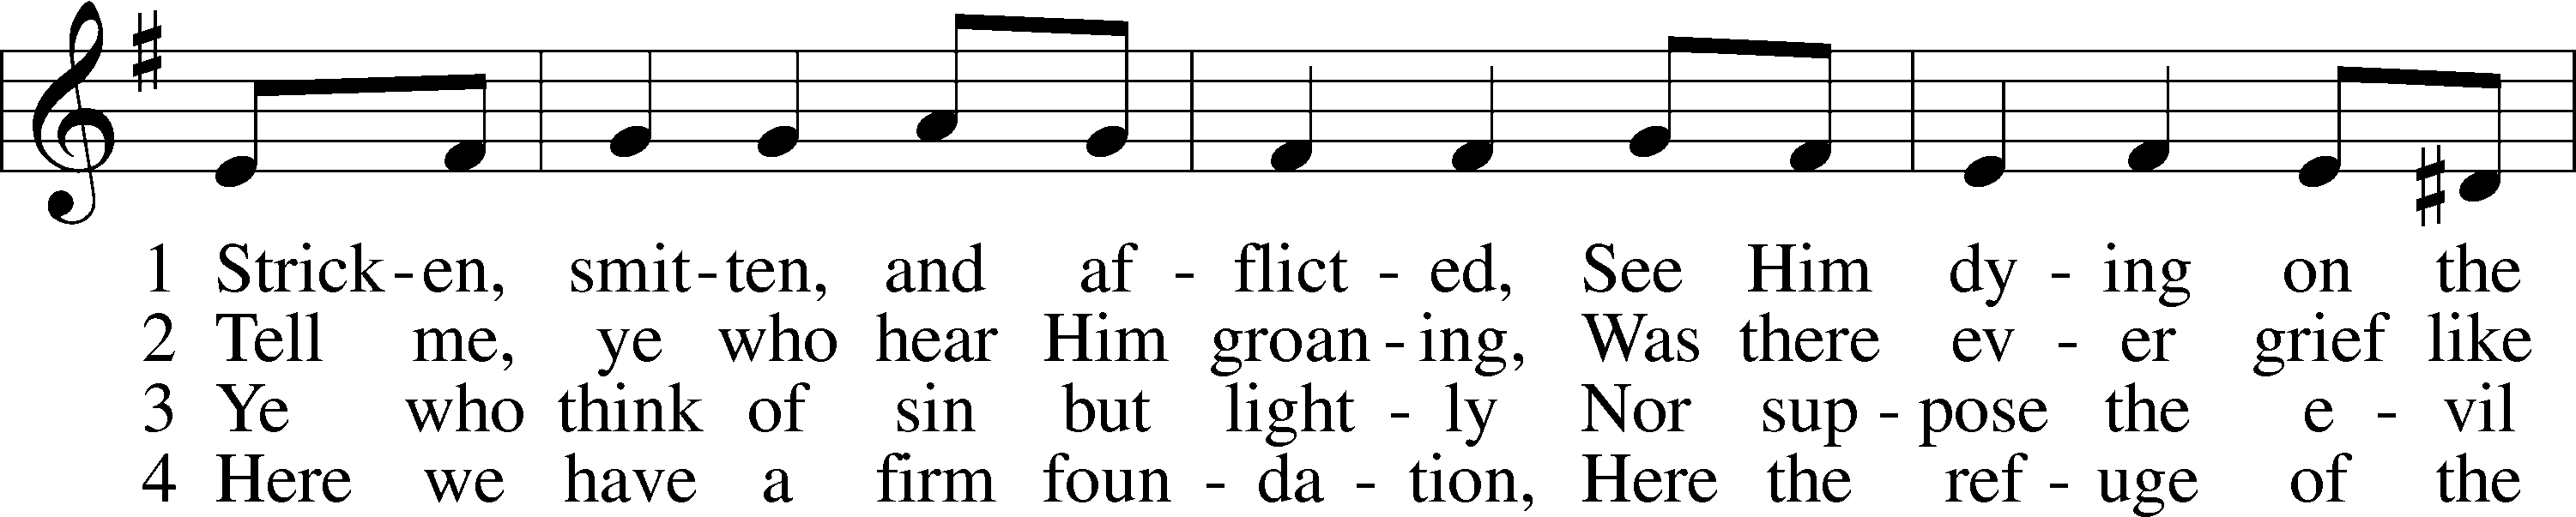 1 Strick - en, smit - ten, and af - flict - ed, See Him dy - ing on the
2 Tell me, ye who hear Him groan - ing, Was there ev - er grief like
3 Ye who think of sin but light - ly Nor sup - pose the e - vil
4 Here we have a firm foun - da - tion, Here the ref - uge of the